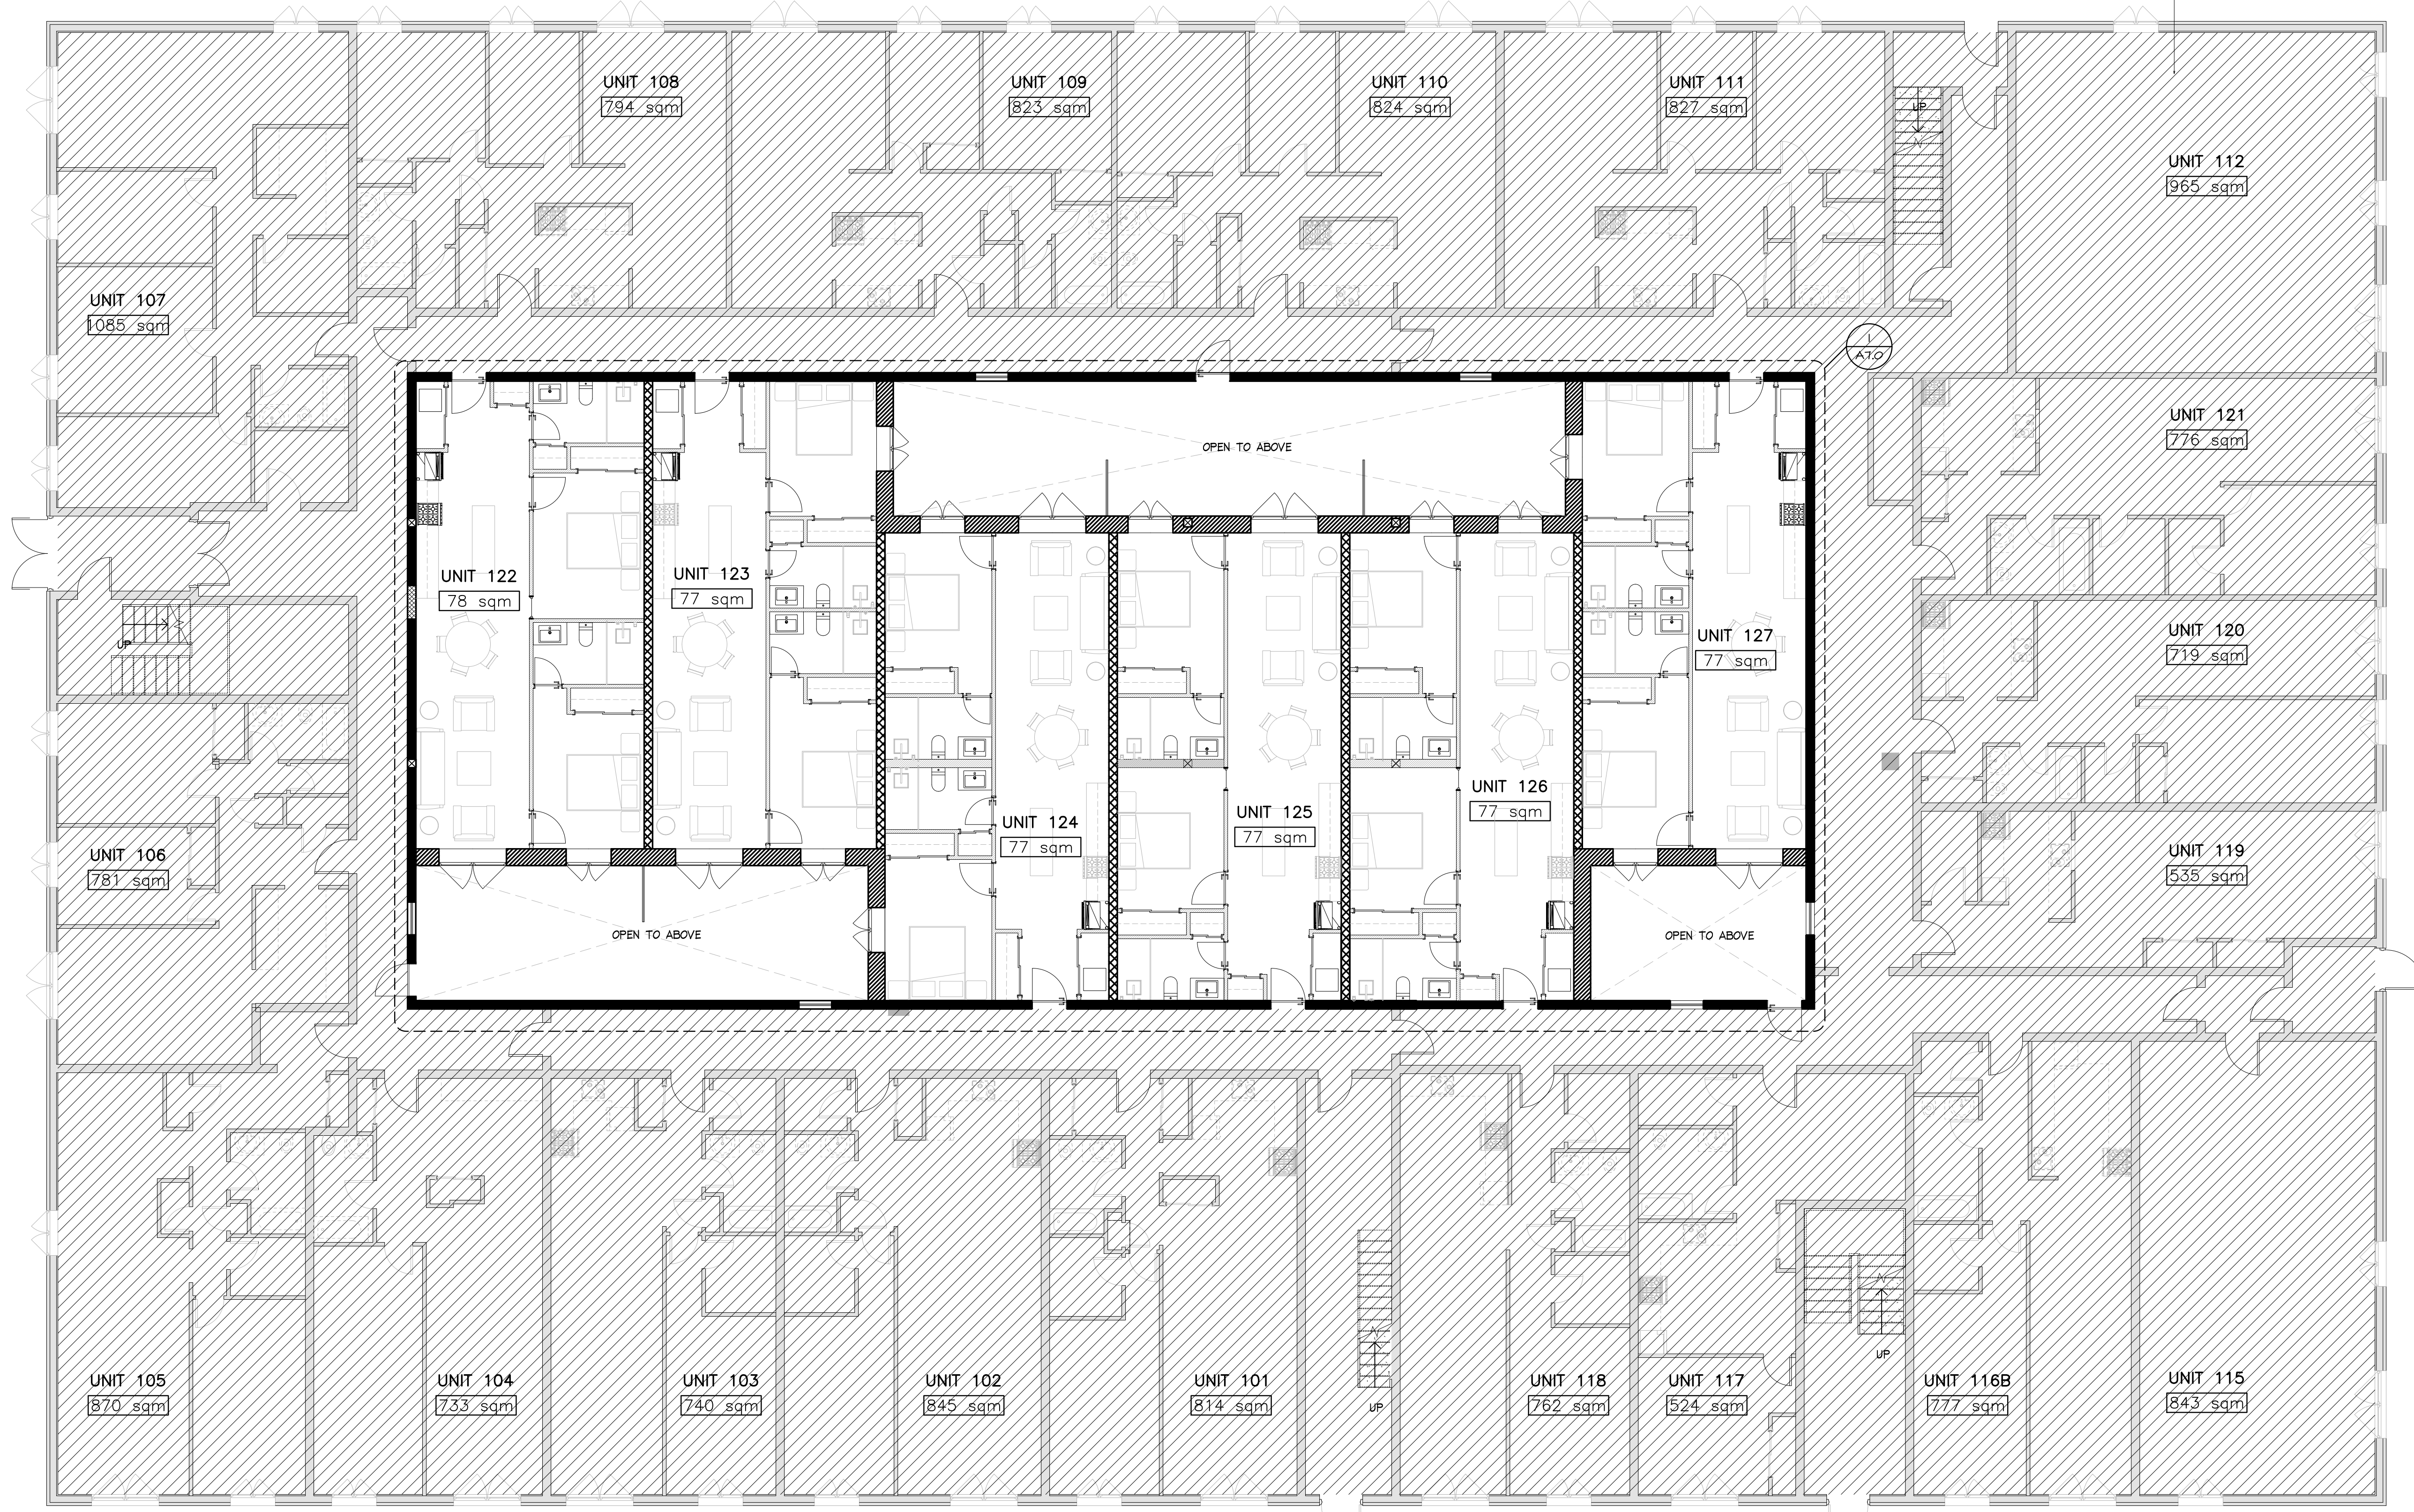 UNIT 108
794 sqm
UNIT 109
823 sqm
UNIT 110
824 sqm
UNIT 111
827 sqm
UP
UNIT 112
965 sqm
UNIT 107
1085 sqm
1
A7.0
UNIT 121
776 sqm
OPEN TO ABOVE
UNIT 122
78 sqm
UNIT 123
77 sqm
UNIT 127
77 sqm
UNIT 120
719 sqm
UP
UNIT 126
77 sqm
UNIT 125
77 sqm
UNIT 124
77 sqm
UNIT 106
781 sqm
UNIT 119
535 sqm
OPEN TO ABOVE
OPEN TO ABOVE
UP
UNIT 105
870 sqm
UNIT 104
733 sqm
UNIT 103
740 sqm
UNIT 102
845 sqm
UNIT 101
814 sqm
UP
UNIT 118
762 sqm
UNIT 117
524 sqm
UNIT 116B
777 sqm
UNIT 115
843 sqm